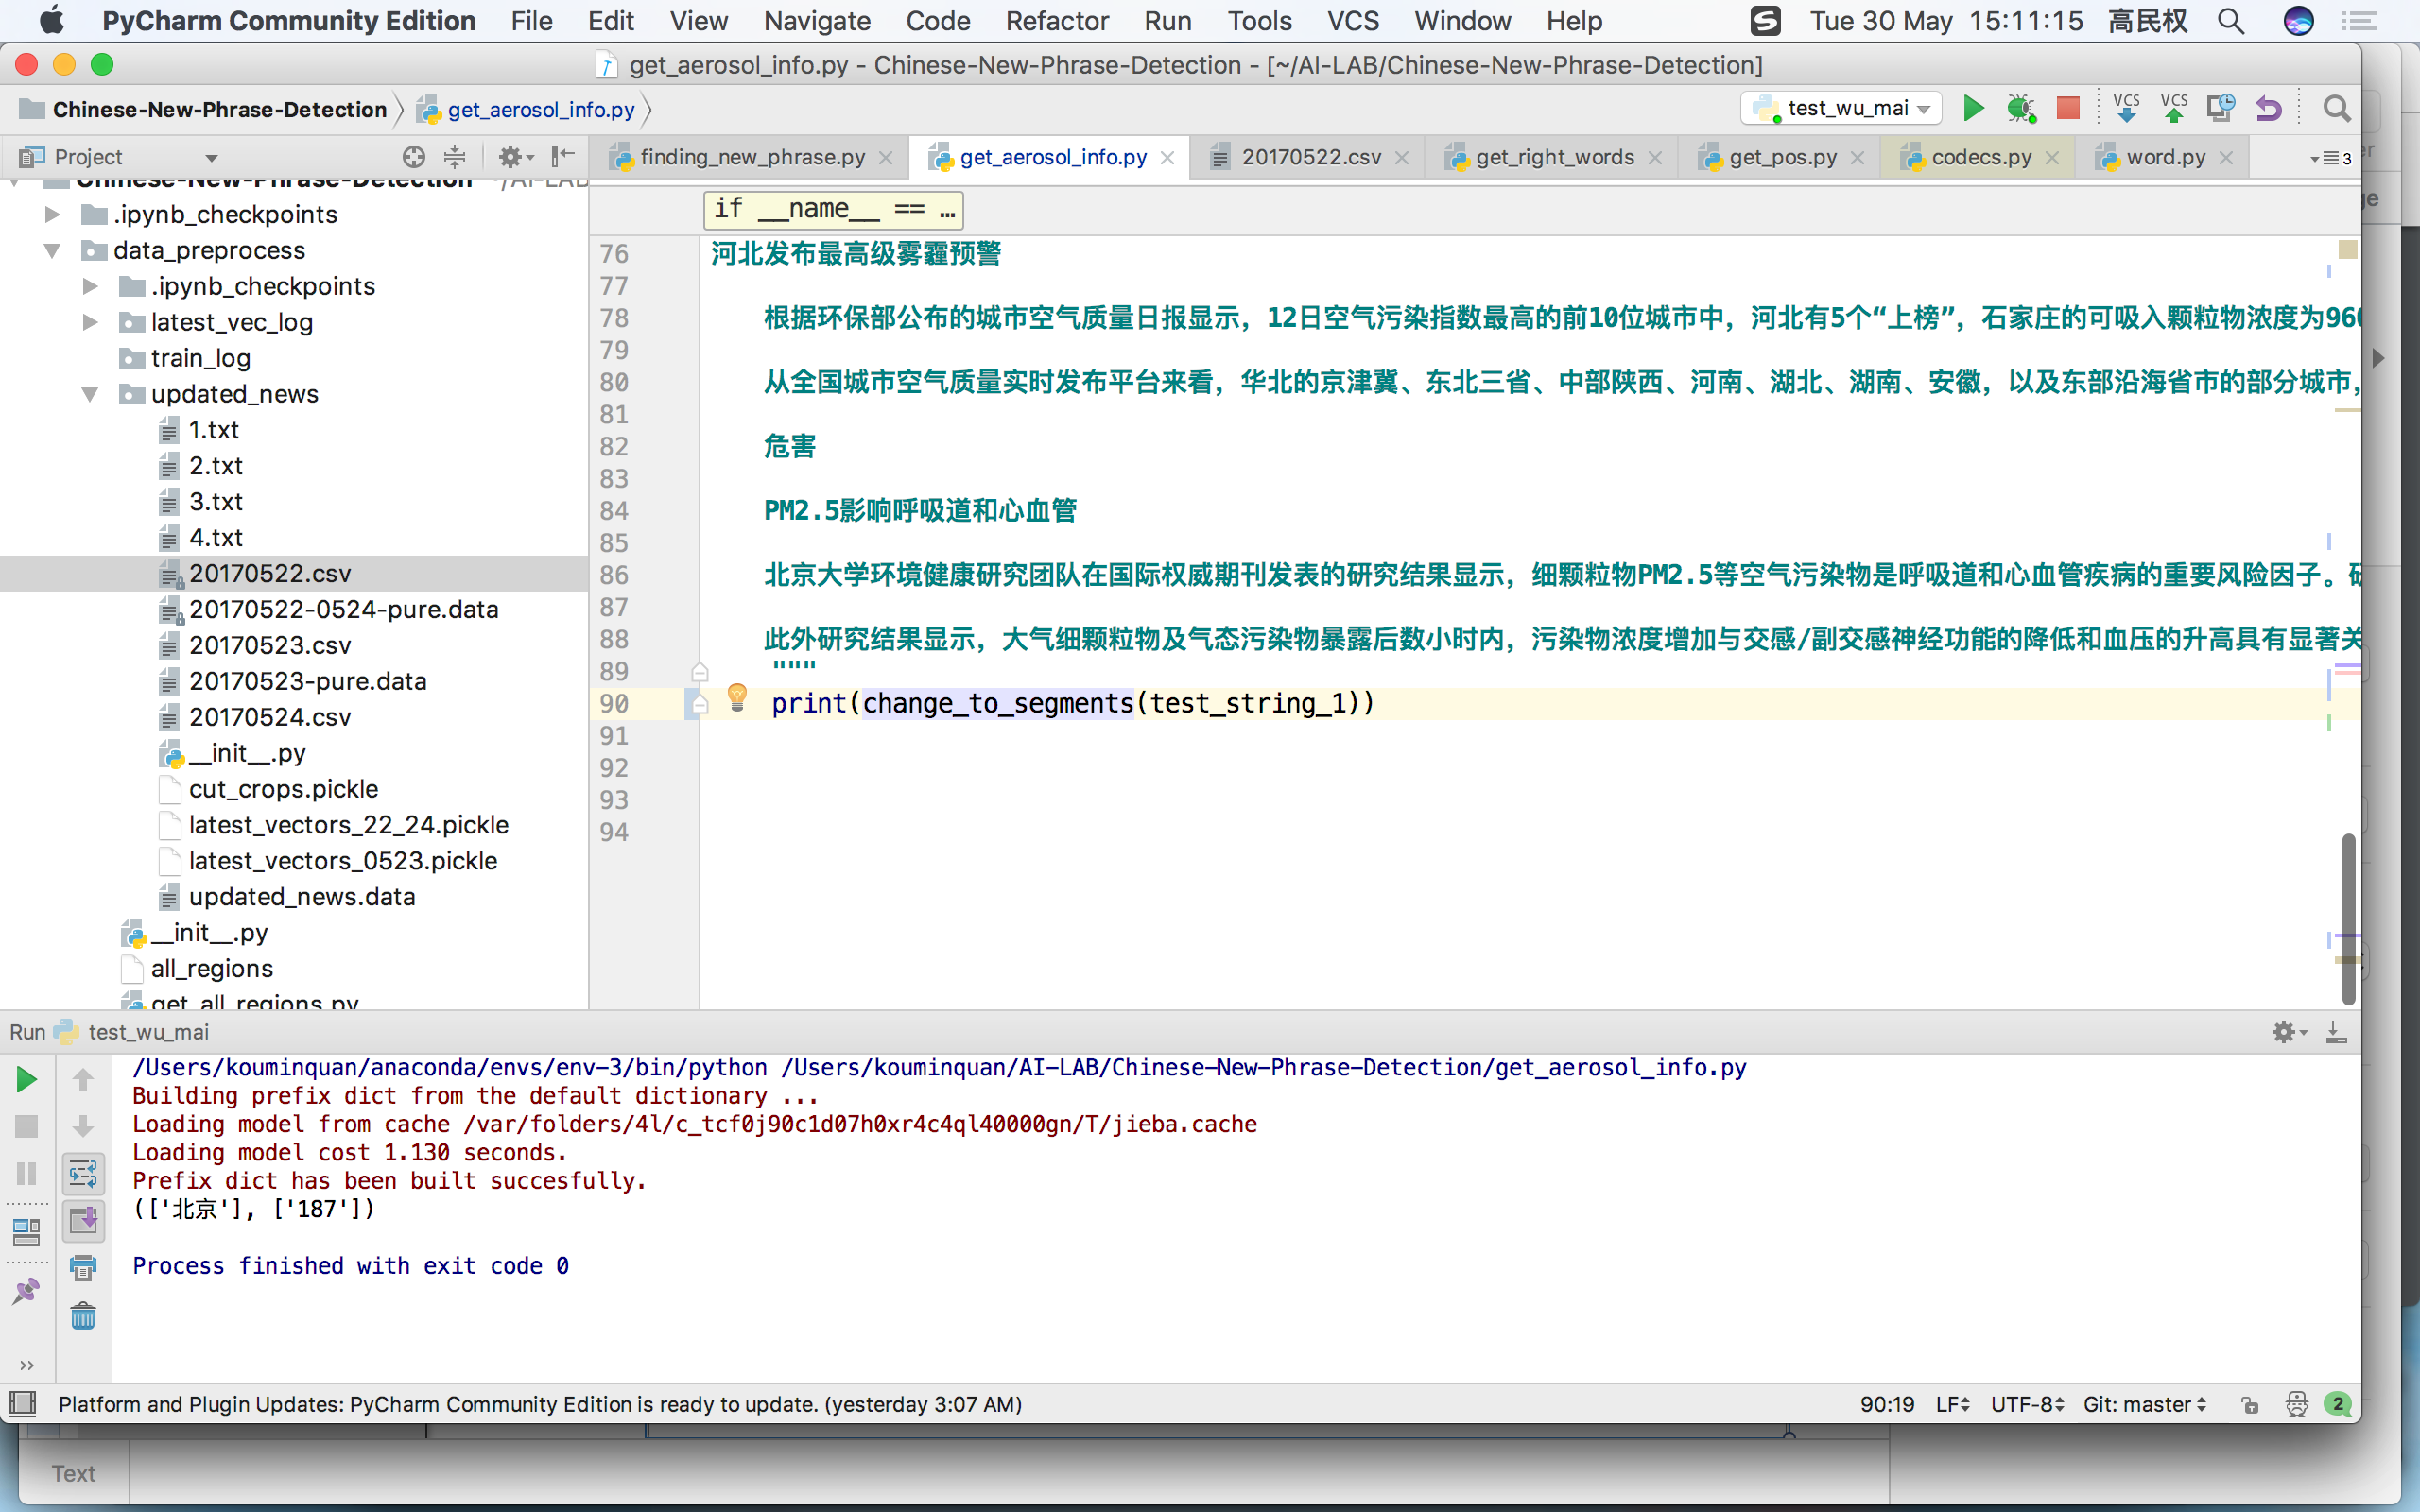 PyCharm Community Edition File Edit View Navigate Code Refactor Run Tools VCS Window Help Tue 30 May 15:11:15 高民权
get_aerosol_info.py - Chinese-New-Phrase-Detection - [~/AI-LAB/Chinese-New-Phrase-Detection]
Chinese-New-Phrase-Detection get_aerosol_info.py test_wu_mai VCS VCS
Project finding_new_phrase.py get_aerosol_info.py 20170522.csv get_right_words get_pos.py codecs.py word.py 3
Chinese-New-Phrase-Detection ~/AI-LAB
.ipynb_checkpoints
data_preprocess
.ipynb_checkpoints
latest_vec_log
train_log
updated_news
1.txt
2.txt
3.txt
4.txt
20170522.csv
20170522-0524-pure.data
20170523.csv
20170523-pure.data
20170524.csv
__init__.py
cut_crops.pickle
latest_vectors_22_24.pickle
latest_vectors_0523.pickle
updated_news.data
__init__.py
all_regions
get_all_regions.py
if __name__ == …
76 河北发布最高级雾霾预警
77
78 根据环保部公布的城市空气质量日报显示，12日空气污染指数最高的前10位城市中，河北有5个“上榜”，石家庄的可吸入颗粒物浓度为960
79
80 从全国城市空气质量实时发布平台来看，华北的京津冀、东北三省、中部陕西、河南、湖北、湖南、安徽，以及东部沿海省市的部分城市，
81
82 危害
83
84 PM2.5影响呼吸道和心血管
85
86 北京大学环境健康研究团队在国际权威期刊发表的研究结果显示，细颗粒物PM2.5等空气污染物是呼吸道和心血管疾病的重要风险因子。研
87
88 此外研究结果显示，大气细颗粒物及气态污染物暴露后数小时内，污染物浓度增加与交感/副交感神经功能的降低和血压的升高具有显著关
89 """
90 print(change_to_segments(test_string_1))
91
92
93
94
Run test_wu_mai
/Users/kouminquan/anaconda/envs/env-3/bin/python /Users/kouminquan/AI-LAB/Chinese-New-Phrase-Detection/get_aerosol_info.py
Building prefix dict from the default dictionary ...
Loading model from cache /var/folders/4l/c_tcf0j90c1d07h0xr4c4ql40000gn/T/jieba.cache
Loading model cost 1.130 seconds.
Prefix dict has been built succesfully.
(['北京'], ['187'])
Process finished with exit code 0
Platform and Plugin Updates: PyCharm Community Edition is ready to update. (yesterday 3:07 AM) 90:19 LF UTF-8 Git: master 2
Text